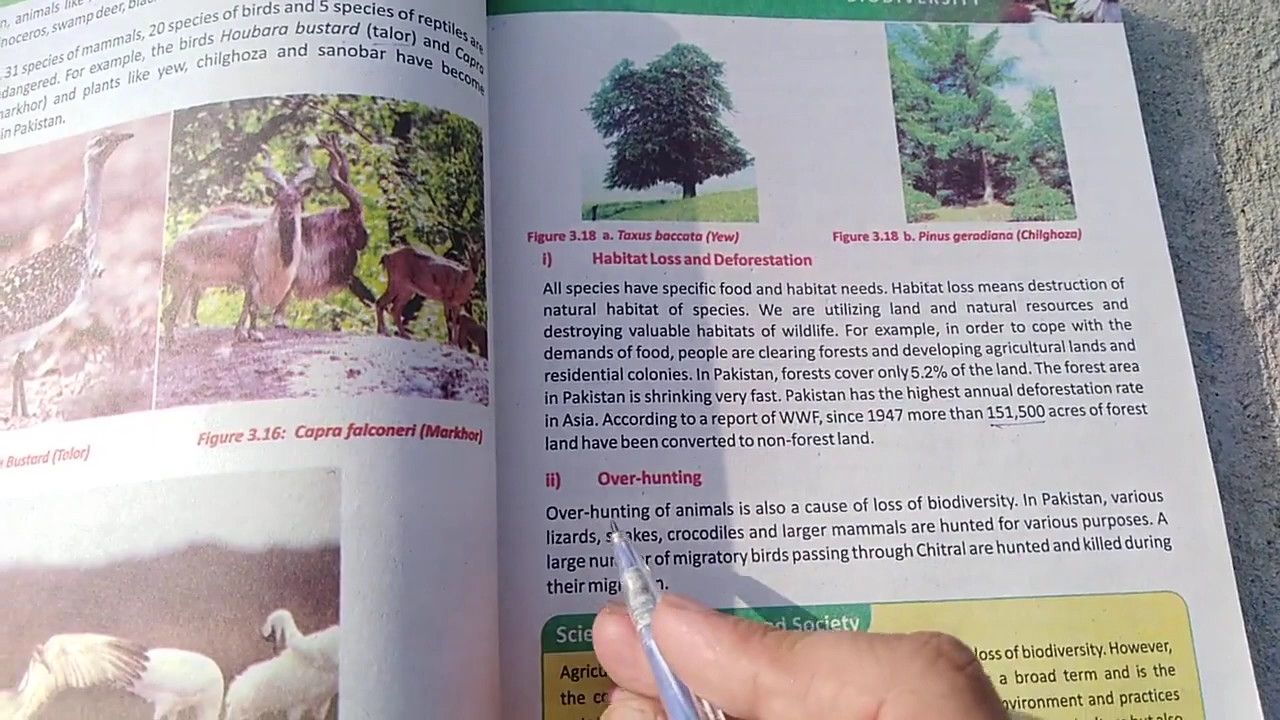 n, animals like
noceros, swamp deer,
31 species of mammals, 20 species of birds and 5 species of reptiles are
dangered. For example, the birds Houbara bustard (talor) and Capra
markhor) and plants like yew, chilghoza and sanobar have become
in Pakistan.
Bustard (Tolor)
Figure 3.16: Capra falconeri (Markhor)
BIODIVERSITY
Figure 3.18 a. Taxus baccata (Yew)
Figure 3.18 b. Pinus geradiana (Chilghoza)
i) Habitat Loss and Deforestation
All species have specific food and habitat needs. Habitat loss means destruction of
natural habitat of species. We are utilizing land and natural resources and
destroying valuable habitats of wildlife. For example, in order to cope with the
demands of food, people are clearing forests and developing agricultural lands and
residential colonies. In Pakistan, forests cover only 5.2% of the land. The forest area
in Pakistan is shrinking very fast. Pakistan has the highest annual deforestation rate
in Asia. According to a report of WWF, since 1947 more than 151,500 acres of forest
land have been converted to non-forest land.
ii) Over-hunting
Over-hunting of animals is also a cause of loss of biodiversity. In Pakistan, various
lizards, snakes, crocodiles and larger mammals are hunted for various purposes. A
large number of migratory birds passing through Chitral are hunted and killed during
their
Society
loss of biodiversity. However,
the a broad term and is the
environment and practices